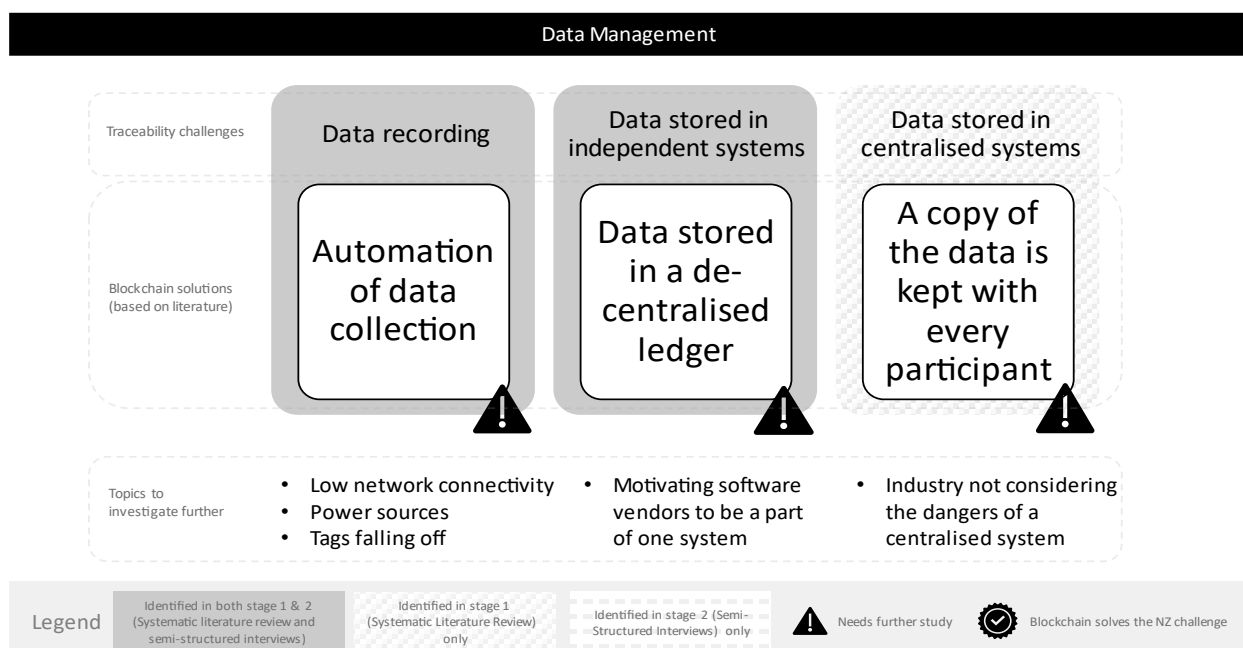 Data Management
Traceability challenges
Data recording
Data stored in
independent systems
Data stored in
centralised systems
Blockchain solutions
(based on literature)
Automation
of data
collection
Data stored
in a de-
centralised
ledger
A copy of
the data is
kept with
every
participant
Topics to
investigate further
• Low network connectivity
• Power sources
• Tags falling off
• Motivating software
vendors to be a part
of one system
• Industry not considering
the dangers of a
centralised system
Legend
Identified in both stage 1 & 2
(Systematic literature review and
semi-structured interviews)
Identified in stage 1
(Systematic Literature Review)
only
Identified in stage 2 (Semi-
Structured Interviews) only
Needs further study
Blockchain solves the NZ challenge